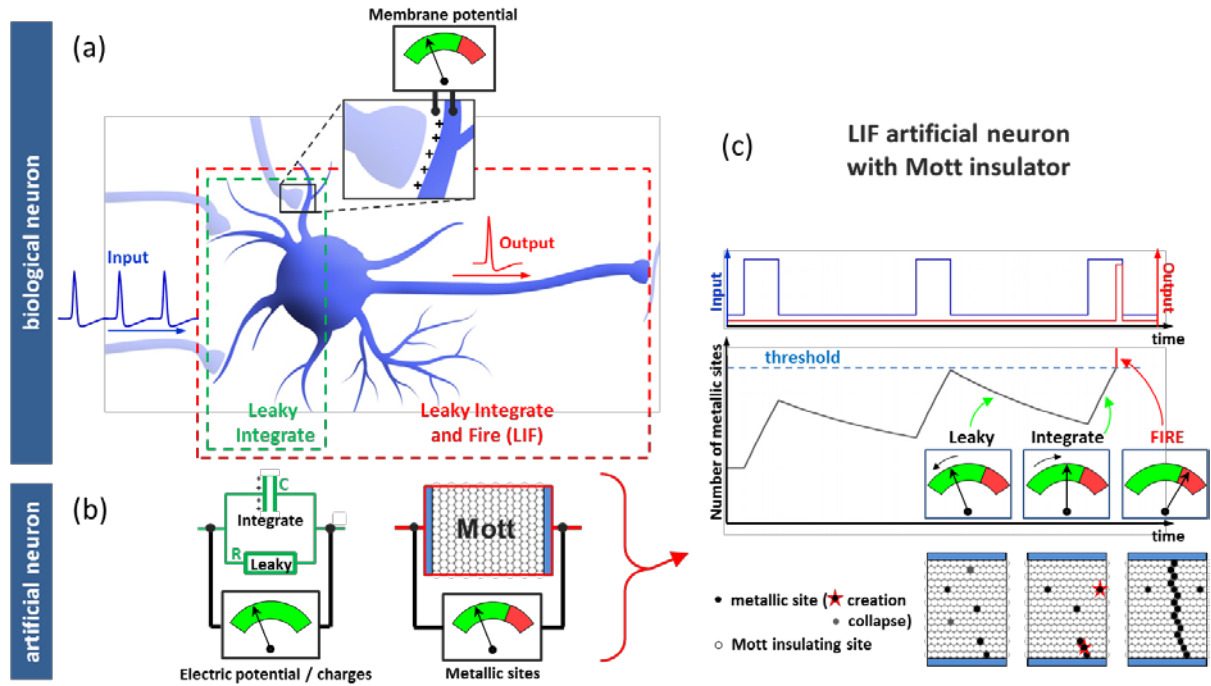 biological neuron
(a)
Membrane potential
+
+
+
+
+
+
Input
Output
Leaky
Integrate
Leaky Integrate
and Fire (LIF)
artificial neuron
(b)
C
Integrate
R
Leaky
Electric potential / charges
Mott
Metallic sites
(c)
LIF artificial neuron
with Mott insulator
Input
Output
time
Number of metallic sites
threshold
Leaky
Integrate
FIRE
time
metallic site (
creation
collapse)
Mott insulating site